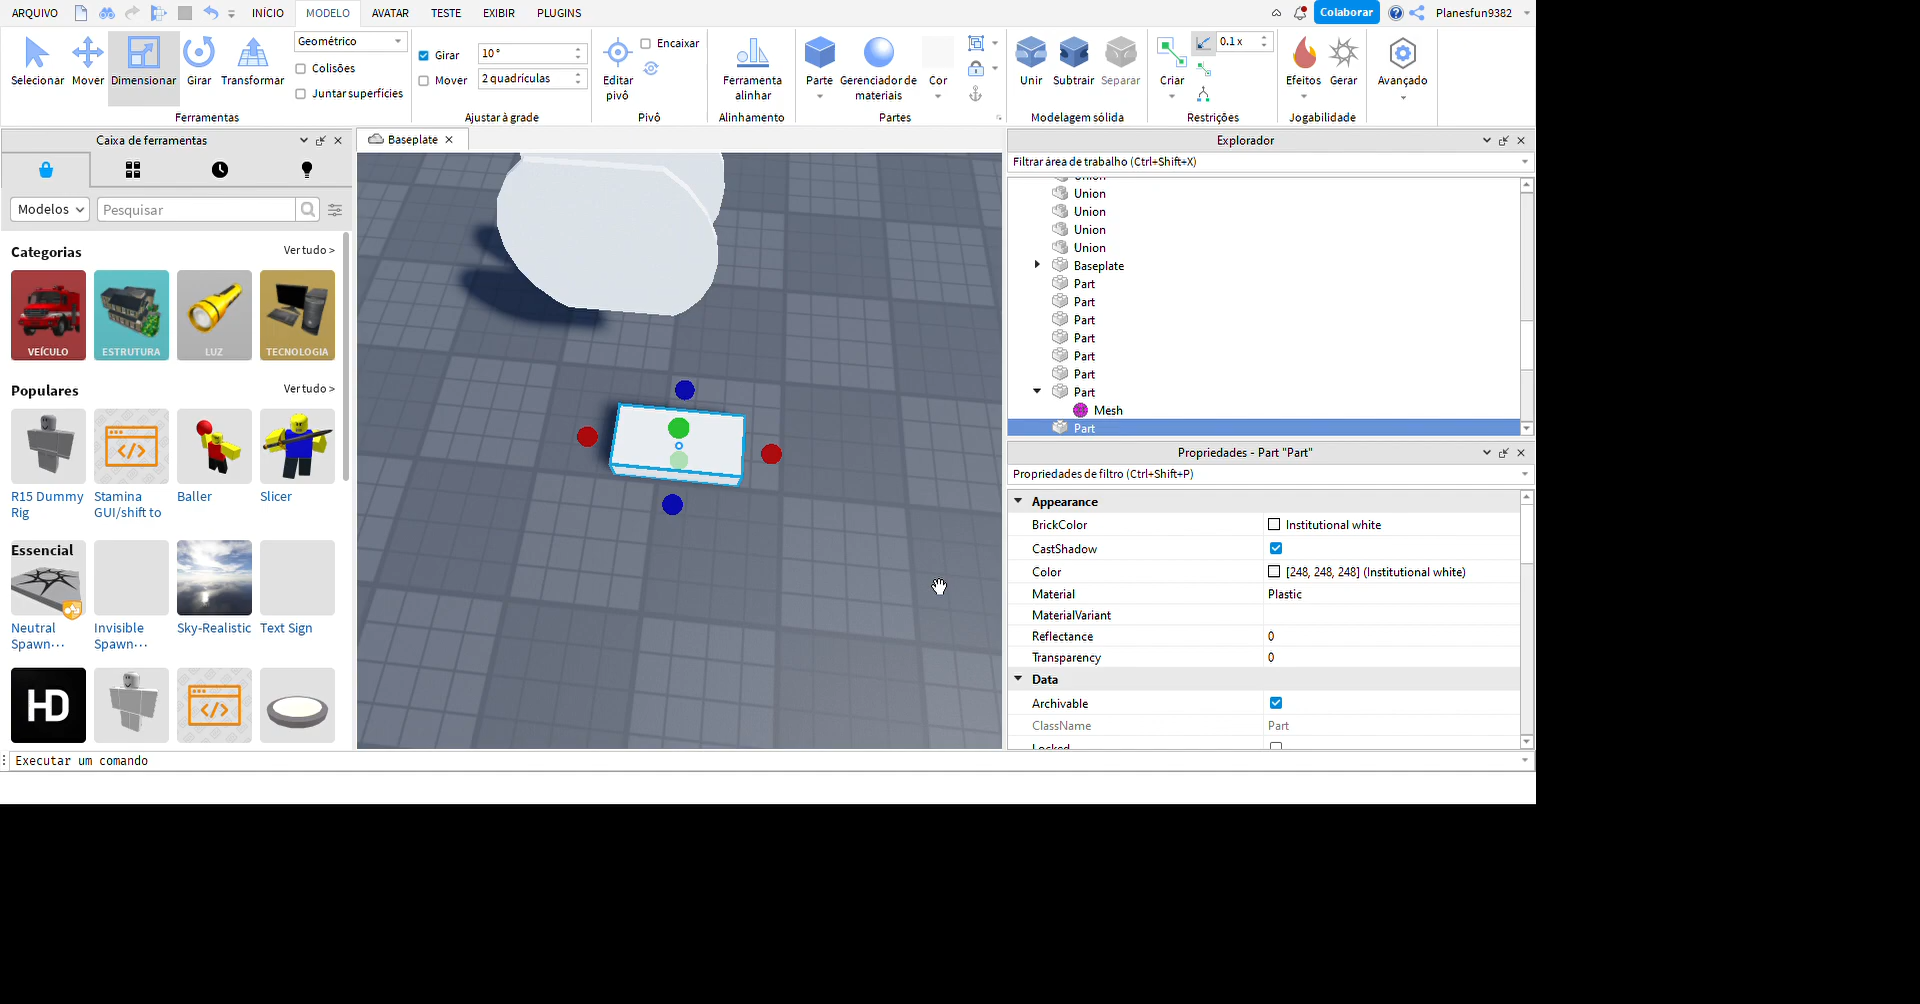 ARQUIVO
INÍCIO
MODELO
AVATAR
TESTE
EXIBIR
PLUGINS
Colaborar
Planesfun9382
Selecionar
Mover
Dimensionar
Girar
Transformar
Geométrico
Colisões
Juntar superfícies
Ferramentas
Girar
10 °
Mover
2 quadrículas
Ajustar à grade
Editar
pivô
Encaixar
Pivô
Ferramenta
alinhar
Alinhamento
Parte
Gerenciador de
materiais
Cor
Partes
Unir
Subtrair
Separar
Modelagem sólida
Criar
0.1 x
Restrições
Efeitos
Gerar
Jogabilidade
Avançado
Caixa de ferramentas
Modelos
Pesquisar
Categorias
Ver tudo >
VEÍCULO
ESTRUTURA
LUZ
TECNOLOGIA
Populares
Ver tudo >
R15 Dummy
Rig
Stamina
GUI/shift to
Baller
Slicer
Essencial
Neutral
Spawn···
Invisible
Spawn···
Sky-Realistic
Text Sign
HD
Baseplate
Explorador
Filtrar área de trabalho (Ctrl+Shift+X)
Union
Union
Union
Union
Union
Baseplate
Part
Part
Part
Part
Part
Part
Part
Mesh
Part
Propriedades - Part "Part"
Propriedades de filtro (Ctrl+Shift+P)
Appearance
BrickColor
Institutional white
CastShadow
Color
[248, 248, 248] (Institutional white)
Material
Plastic
MaterialVariant
Reflectance
0
Transparency
0
Data
Archivable
ClassName
Part
Locked
Executar um comando